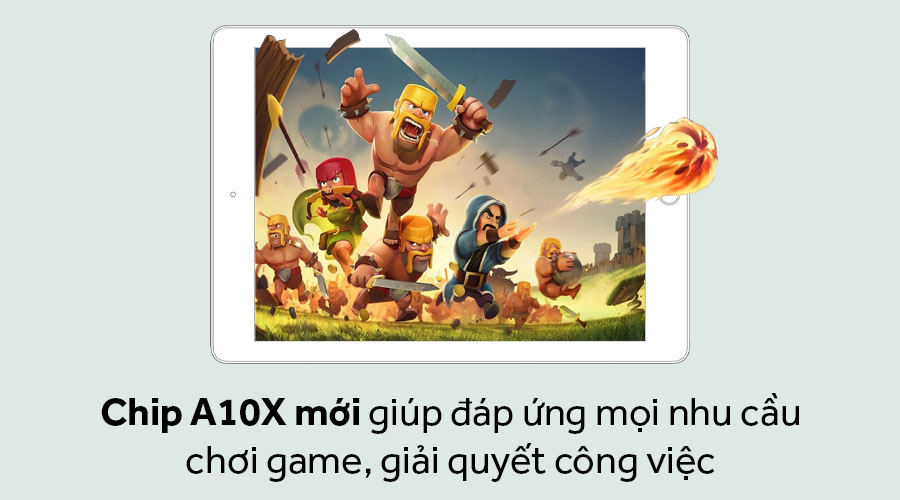 Chip A10X mới giúp đáp ứng mọi nhu cầu
chơi game, giải quyết công việc